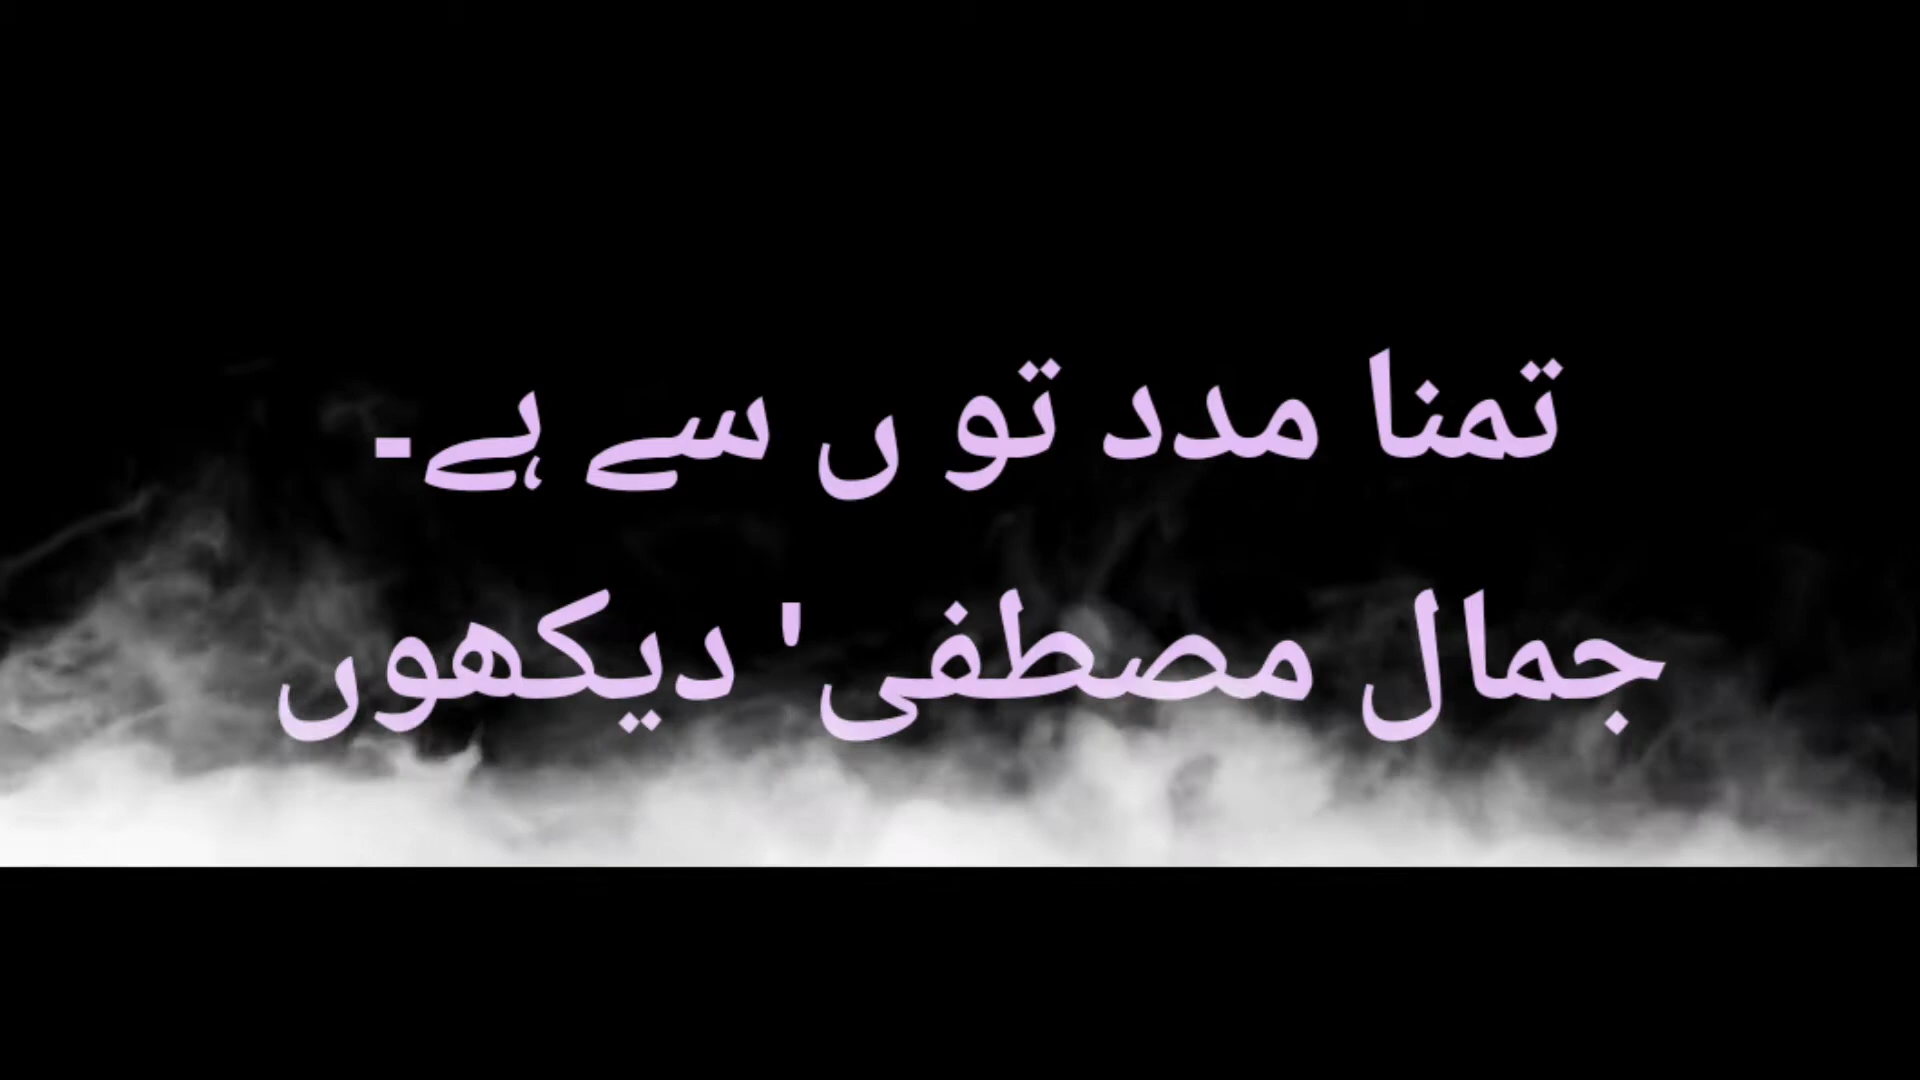 تمنا مدد تو ں سے ہے۔
جمال مصطفی' دیکھوں